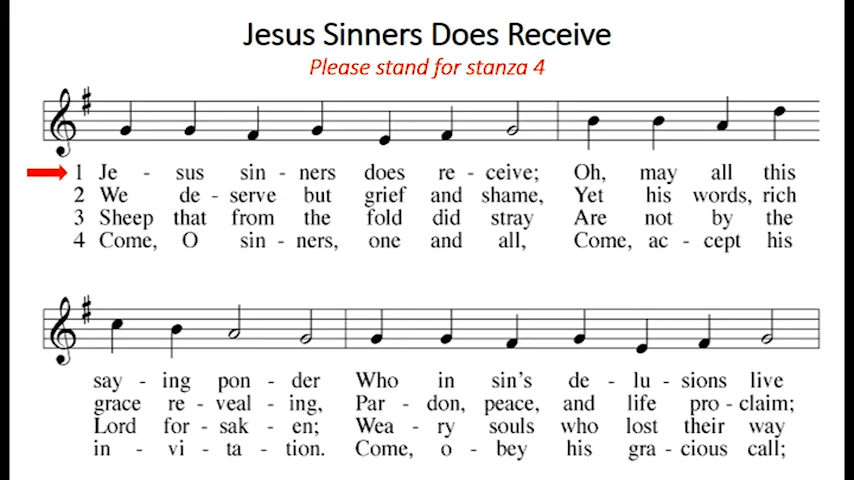 Jesus Sinners Does Receive
Please stand for stanza 4
1 Je - sus sin - ners does re - ceive; Oh, may all this
2 We de - serve but grief and shame, Yet his words, rich
3 Sheep that from the fold did stray Are not by the
4 Come, O sin - ners, one and all, Come, ac - cept his
say - ing pon - der Who in sin's de - lu - sions live
grace re - veal - ing, Par - don, peace, and life pro - claim;
Lord for - sak - en; Wea - ry souls who lost their way
in - vi - ta - tion. Come, o - bey his gra - cious call;